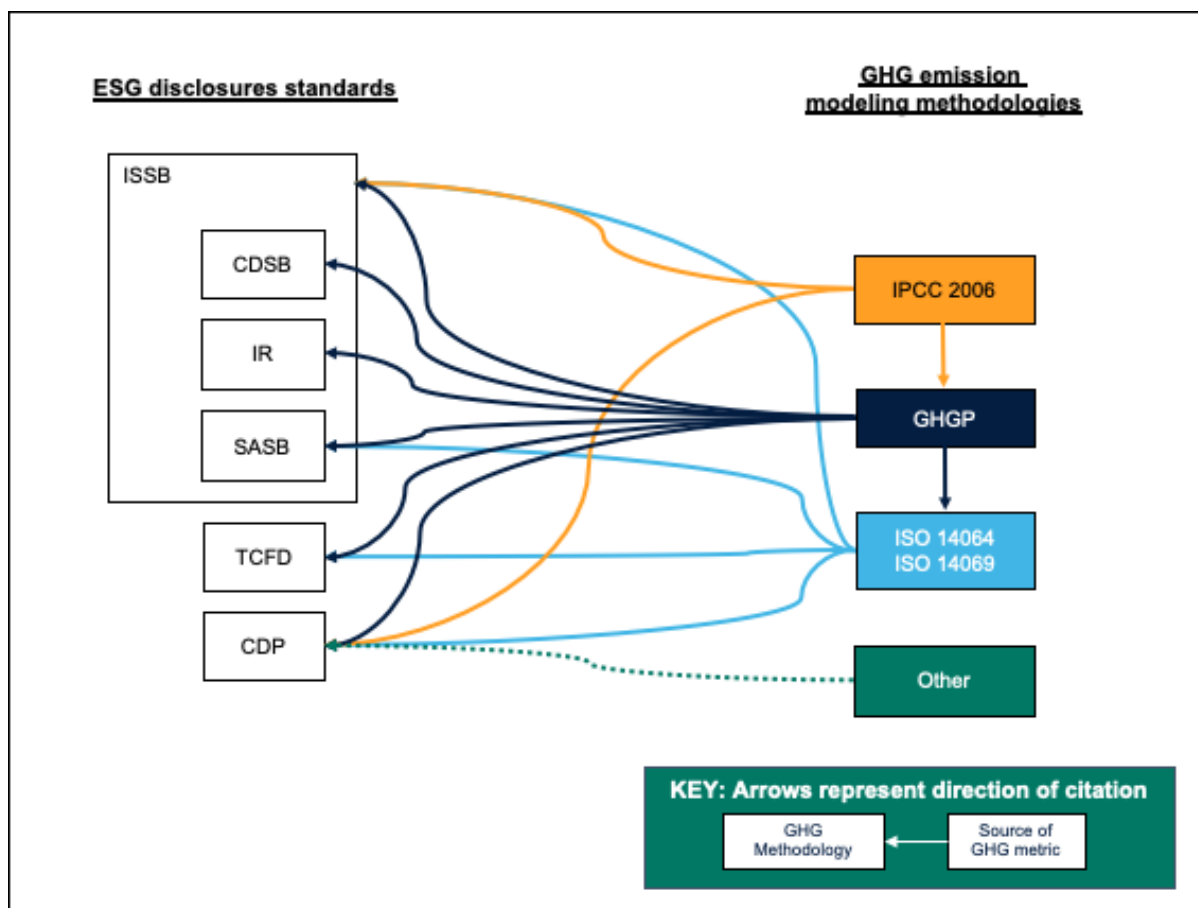 ESG disclosures standards
GHG emission
modeling methodologies
ISSB
CDSB
IR
SASB
TCFD
CDP
IPCC 2006
GHGP
ISO 14064
ISO 14069
Other
KEY: Arrows represent direction of citation
GHG
Methodology
Source of
GHG metric